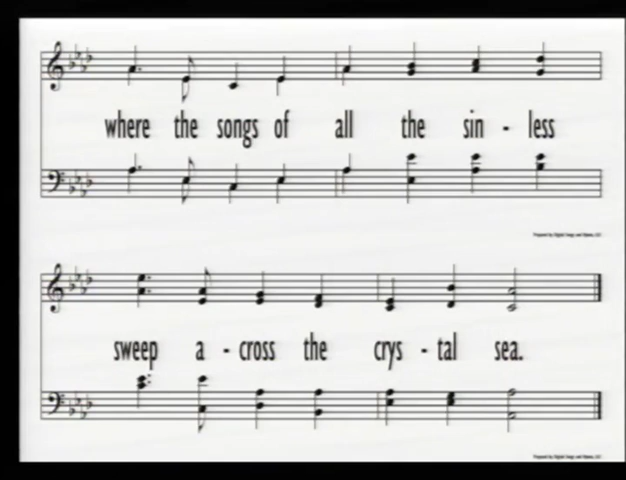 where the songs of all the sin - less
sweep a - cross the crys - tal sea.